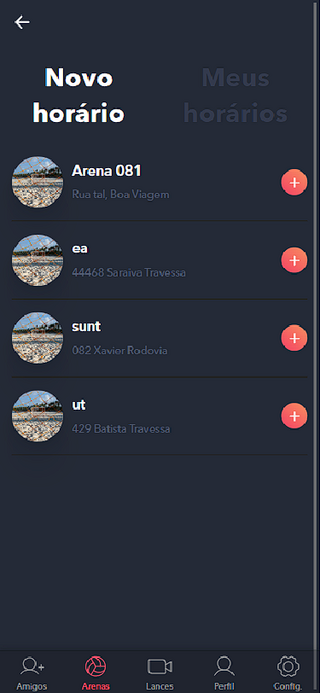 Novo
horário
Meus
horários
Arena 081
Rua tal, Boa Viagem
ea
44468 Saraiva Travessa
sunt
082 Xavier Rodovia
ut
429 Batista Travessa
Amigos
Arenas
Lances
Perfil
Config.